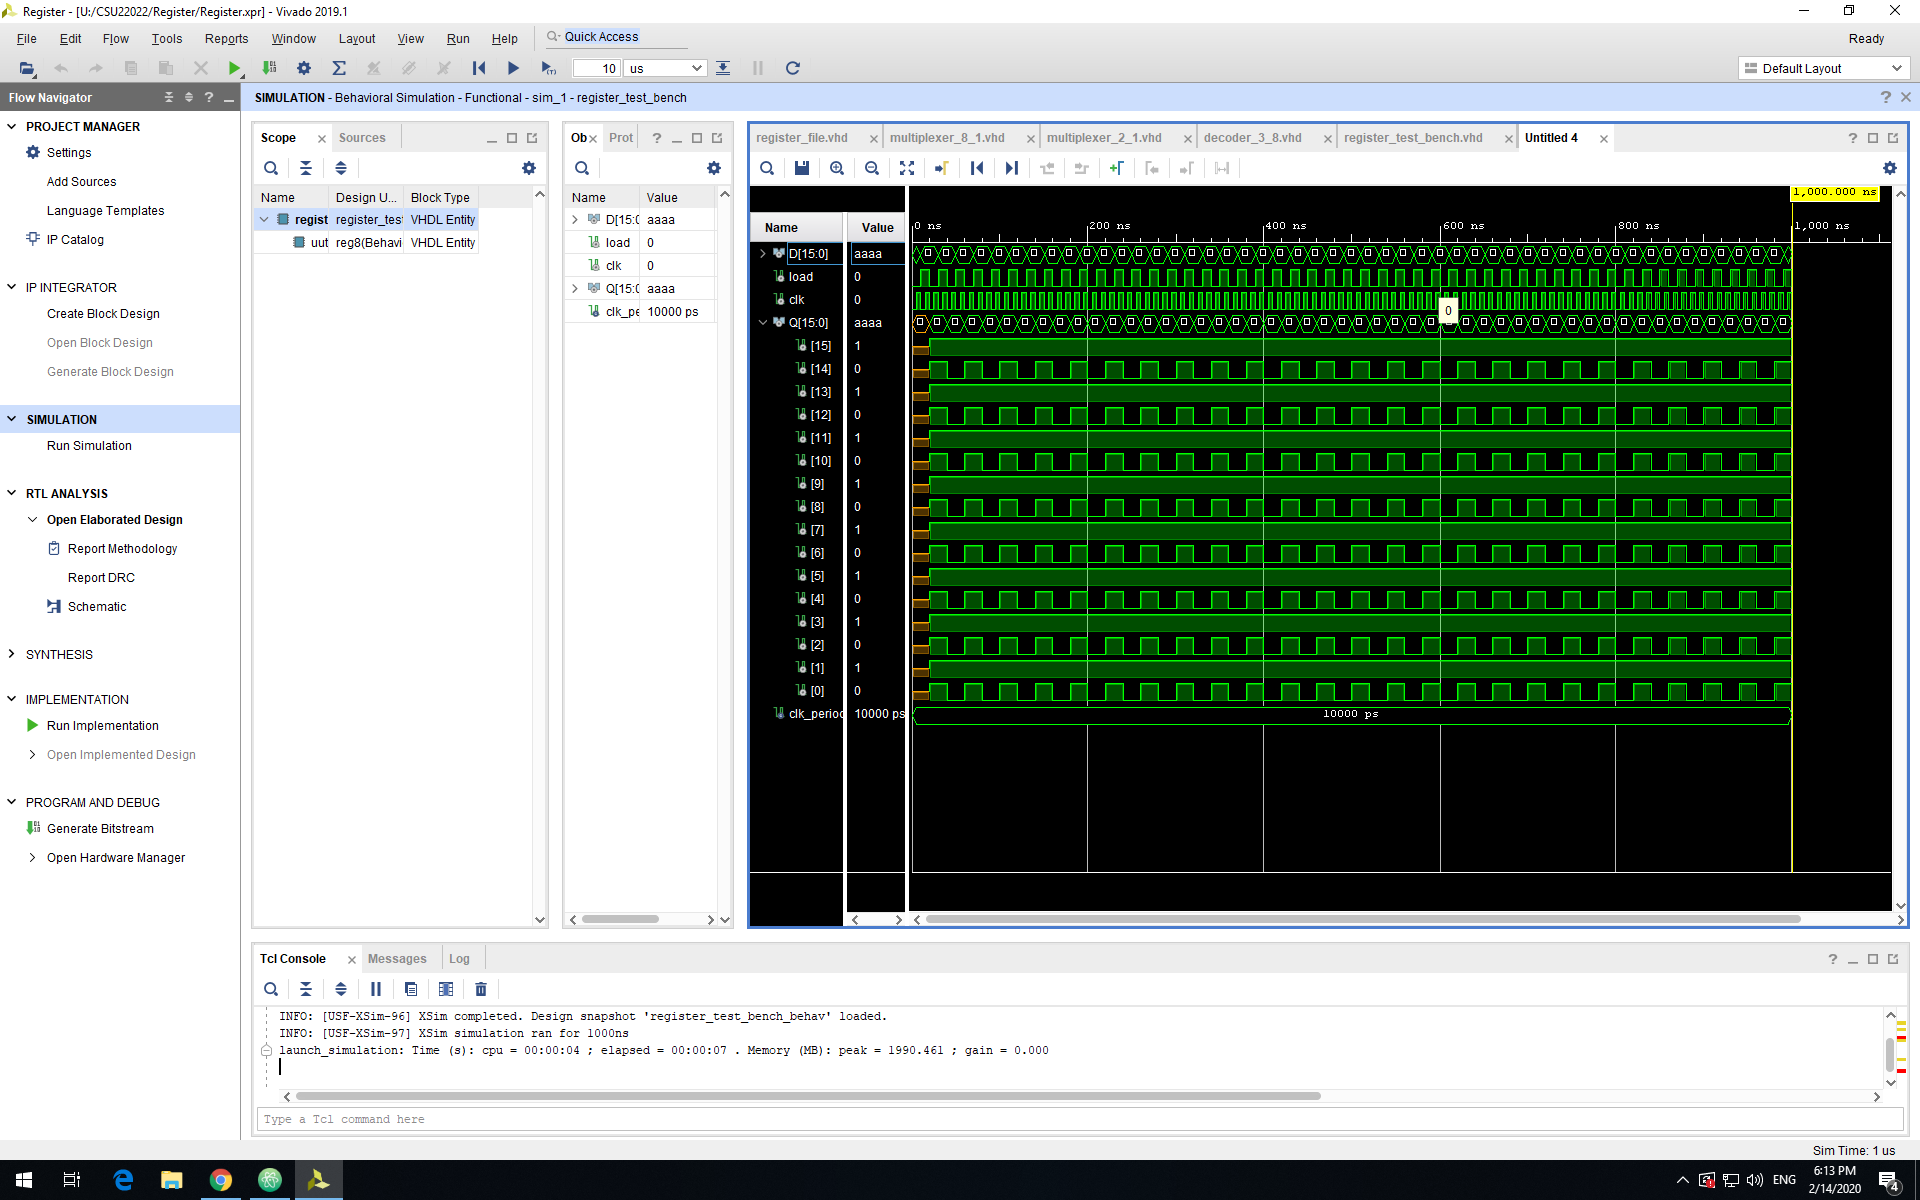 Register - [U:/CSU22022/Register/Register.xpr] - Vivado 2019.1
File Edit Flow Tools Reports Window Layout View Run Help Quick Access
Ready
10 us
Default Layout
Flow Navigator
PROJECT MANAGER
Settings
Add Sources
Language Templates
IP Catalog
IP INTEGRATOR
Create Block Design
Open Block Design
Generate Block Design
SIMULATION
Run Simulation
RTL ANALYSIS
Open Elaborated Design
Report Methodology
Report DRC
Schematic
SYNTHESIS
IMPLEMENTATION
Run Implementation
Open Implemented Design
PROGRAM AND DEBUG
Generate Bitstream
Open Hardware Manager
SIMULATION - Behavioral Simulation - Functional - sim_1 - register_test_bench
Scope Sources
Name Design U... Block Type
regist register_test VHDL Entity
uut reg8(Behavi VHDL Entity
Ob Prot
Name Value
D[15:0 aaaa
load 0
clk 0
Q[15:0 aaaa
clk_pe 10000 ps
register_file.vhd multiplexer_8_1.vhd multiplexer_2_1.vhd decoder_3_8.vhd register_test_bench.vhd Untitled 4
1,000.000 ns
Name Value
0 ns 200 ns 400 ns 600 ns 800 ns 1,000 ns
D[15:0] aaaa
load 0
clk 0
0
Q[15:0] aaaa
[15] 1
[14] 0
[13] 1
[12] 0
[11] 1
[10] 0
[9] 1
[8] 0
[7] 1
[6] 0
[5] 1
[4] 0
[3] 1
[2] 0
[1] 1
[0] 0
clk_period 10000 ps 10000 ps
Tcl Console Messages Log
INFO: [USF-XSim-96] XSim completed. Design snapshot 'register_test_bench_behav' loaded.
INFO: [USF-XSim-97] XSim simulation ran for 1000ns
launch_simulation: Time (s): cpu = 00:00:04 ; elapsed = 00:00:07 . Memory (MB): peak = 1990.461 ; gain = 0.000
Type a Tcl command here
Sim Time: 1 us
ENG
6:13 PM
2/14/2020
4